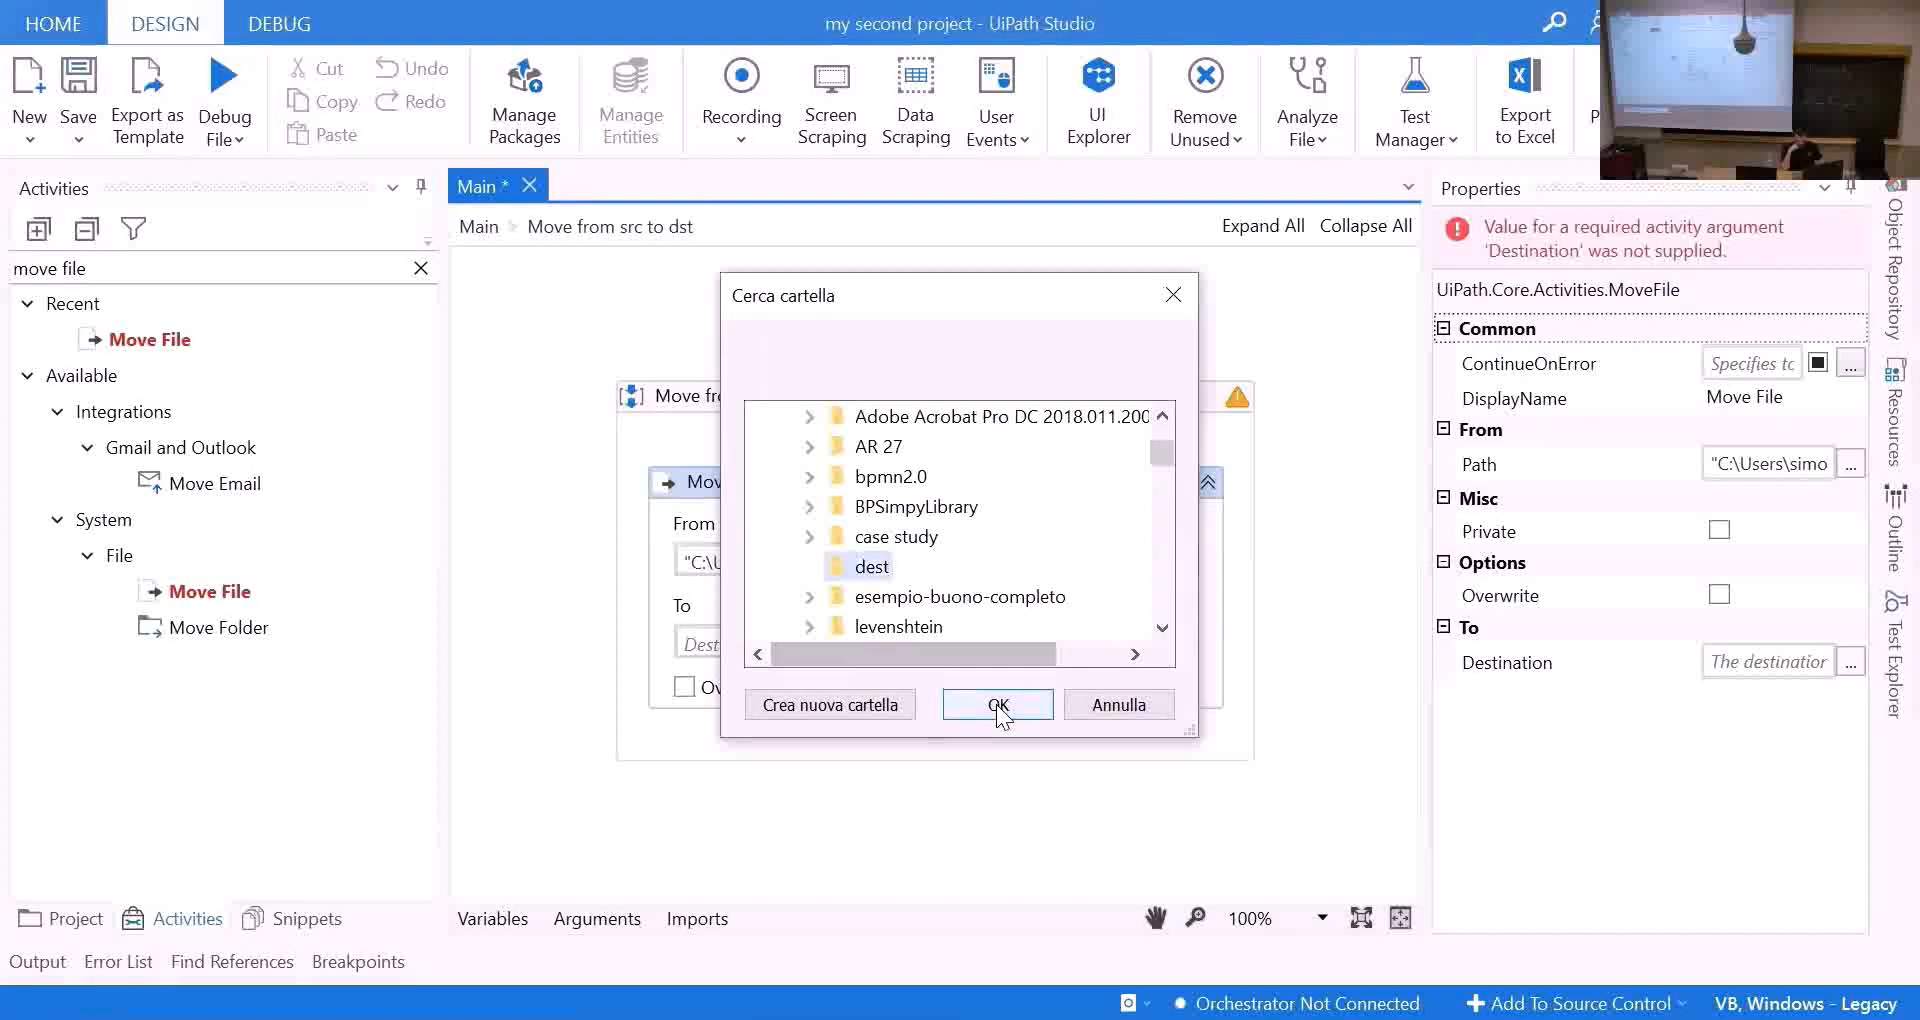 HOME
DESIGN
DEBUG
my second project - UiPath Studio
New
Save
Export as
Template
Debug
File
Cut
Copy
Paste
Undo
Redo
Manage
Packages
Manage
Entities
Recording
Screen
Scraping
Data
Scraping
User
Events
UI
Explorer
Remove
Unused
Analyze
File
Test
Manager
Export
to Excel
P
Activities
move file
Recent
Move File
Available
Integrations
Gmail and Outlook
Move Email
System
File
Move File
Move Folder
Project
Activities
Snippets
Main *
Main
Move from src to dst
Expand All
Collapse All
Move fr
Mov
From
"C:\U
To
Dest
Ov
Cerca cartella
Adobe Acrobat Pro DC 2018.011.200
AR 27
bpmn2.0
BPSimpyLibrary
case study
dest
esempio-buono-completo
levenshtein
Crea nuova cartella
OK
Annulla
Variables
Arguments
Imports
100%
Properties
Value for a required activity argument
'Destination' was not supplied.
UiPath.Core.Activities.MoveFile
Common
ContinueOnError
Specifies tc
...
DisplayName
Move File
From
Path
"C:\Users\simo
...
Misc
Private
Options
Overwrite
To
Destination
The destination
...
Object Repository
Resources
Outline
Test Explorer
Output
Error List
Find References
Breakpoints
Orchestrator Not Connected
Add To Source Control
VB, Windows - Legacy